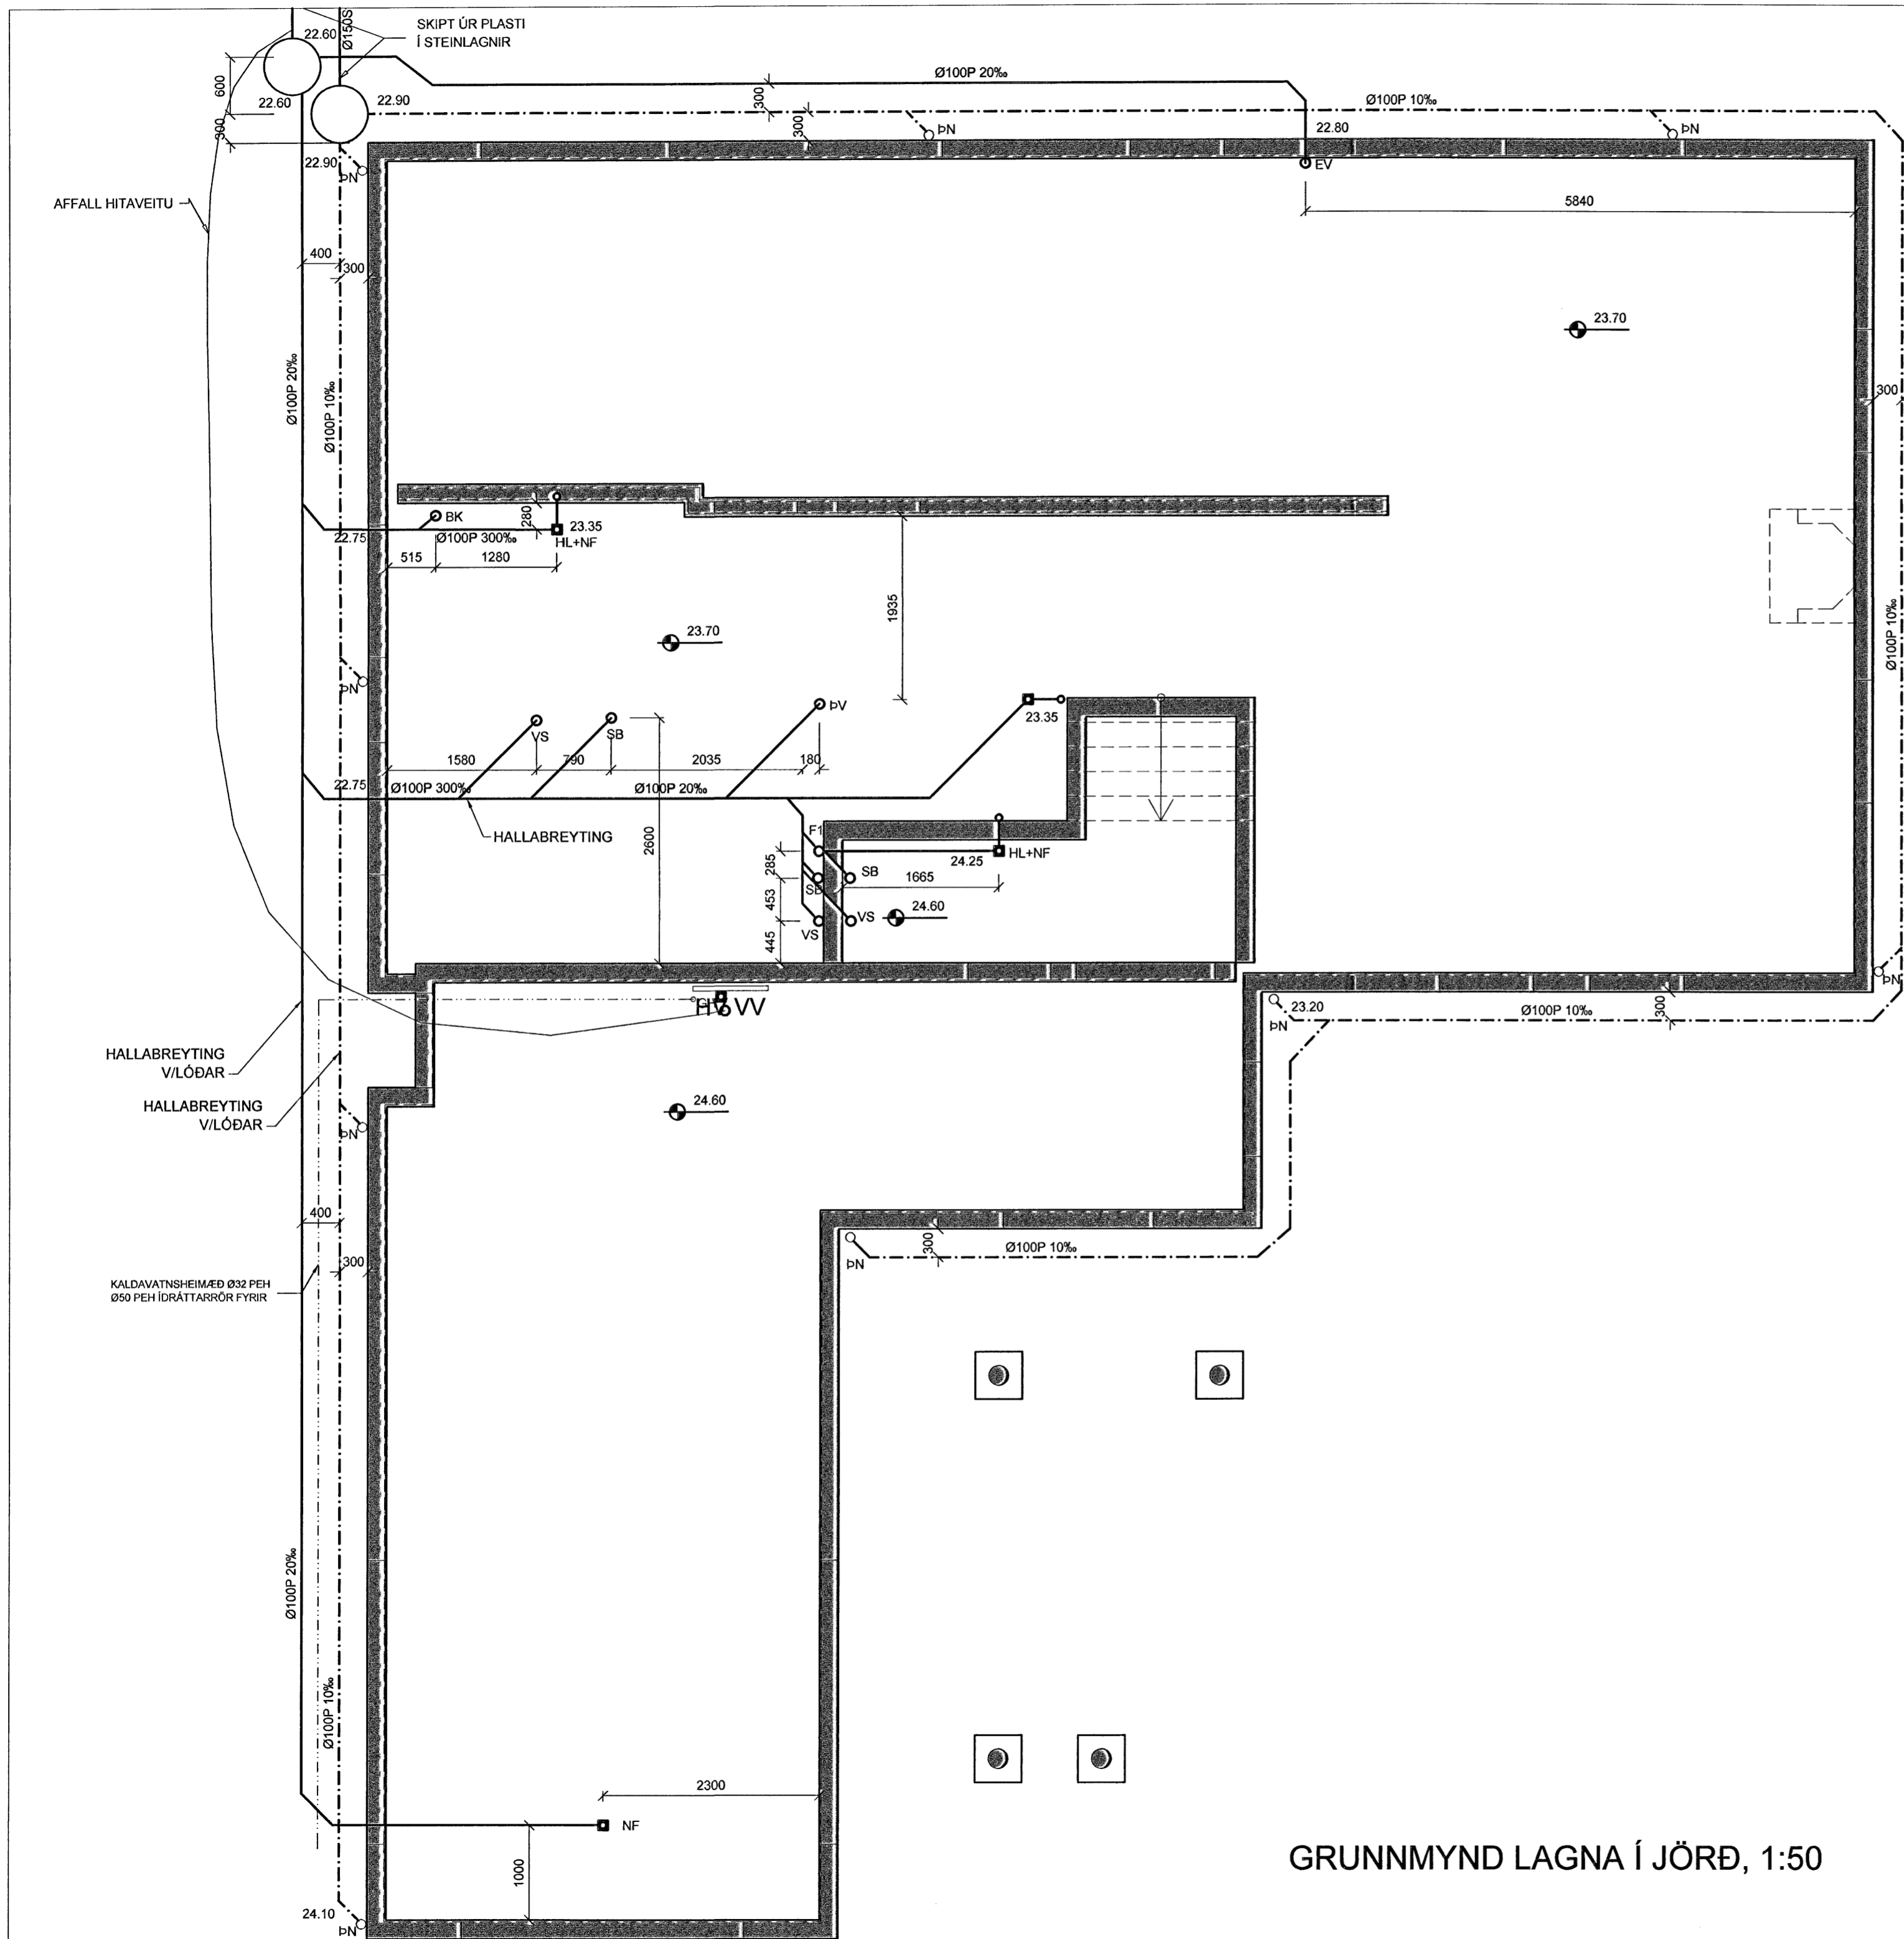 SKIPT ÚR PLASTI
Í STEINLAGNIR
22.60
Ø150S
600
22.60
22.90
300
Ø100P 20‰
300
300
Ø100P 10‰
ÞN
22.80
ÞN
22.90
ÞN
EV
AFFALL HITAVEITU
5840
400
300
23.70
Ø100P 20‰
Ø100P 10‰
300
BK
280
23.35
22.75
Ø100P 300‰
HL+NF
515
1280
1935
23.70
Ø100P 10‰
ÞN
ÞV
23.35
VS
SB
1580
790
2035
180
22.75
Ø100P 300‰
Ø100P 20‰
HALLABREYTING
2600
F1
24.25
HL+NF
285
SB
SB
1665
453
24.60
VS
VS
445
ÞN
HV
VV
23.20
ÞN
Ø100P 10‰
300
HALLABREYTING
V/LÓÐAR
HALLABREYTING
V/LÓÐAR
24.60
ÞN
400
300
300
Ø100P 10‰
ÞN
KALDAVATNSHEIMÆÐ Ø32 PEH
Ø50 PEH ÍDRÁTTARRÖR FYRIR
Ø100P 20‰
Ø100P 10‰
2300
NF
1000
24.10
ÞN
GRUNNMYND LAGNA Í JÖRÐ, 1:50